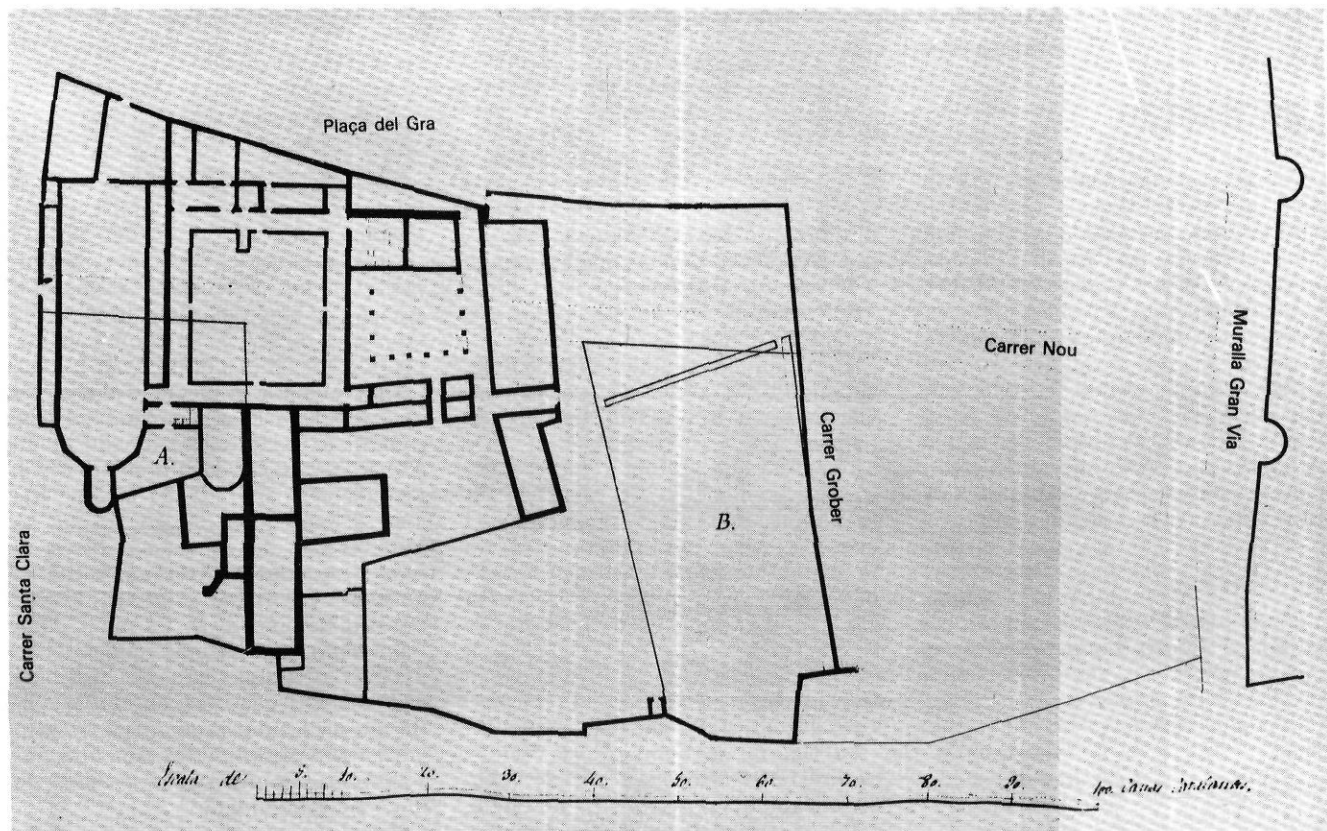 Plaça del Gra
Carrer Nou
Muralla Gran Via
Carrer Grober
A.
B.
Carrer Santa Clara
Escala de 5. 10. 20. 30. 40. 50. 60. 70. 80. 90. 100. Canas Catalanas.